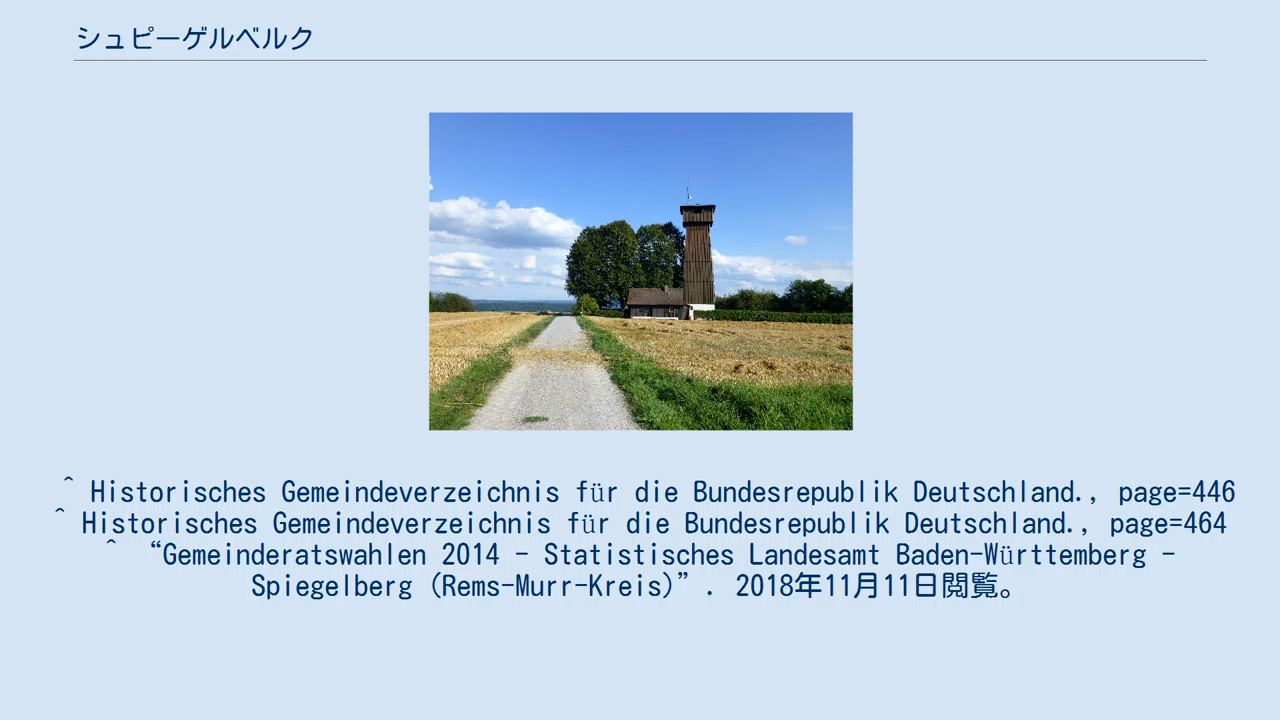 シュピーゲルベルク
^ Historisches Gemeindeverzeichnis für die Bundesrepublik Deutschland., page=446
^ Historisches Gemeindeverzeichnis für die Bundesrepublik Deutschland., page=464
^ “Gemeinderatswahlen 2014 - Statistisches Landesamt Baden-Württemberg -
Spiegelberg (Rems-Murr-Kreis)”. 2018年11月11日閲覧。